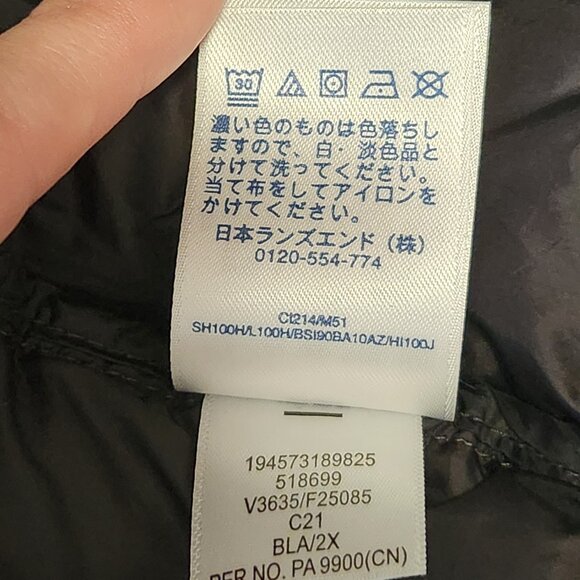 30
濃い色のものは色落ちし
ますので、白・淡色品と
分けて洗ってください。
当て布をしてアイロンを
かけてください。
日本ランズエンド（株）
0120-554-774
CI214/M51
SH100H/L100H/BSI90BA10AZ/HI100J
194573189825
518699
V3635/F25085
C21
BLA/2X
PER NO. PA 9900(CN)